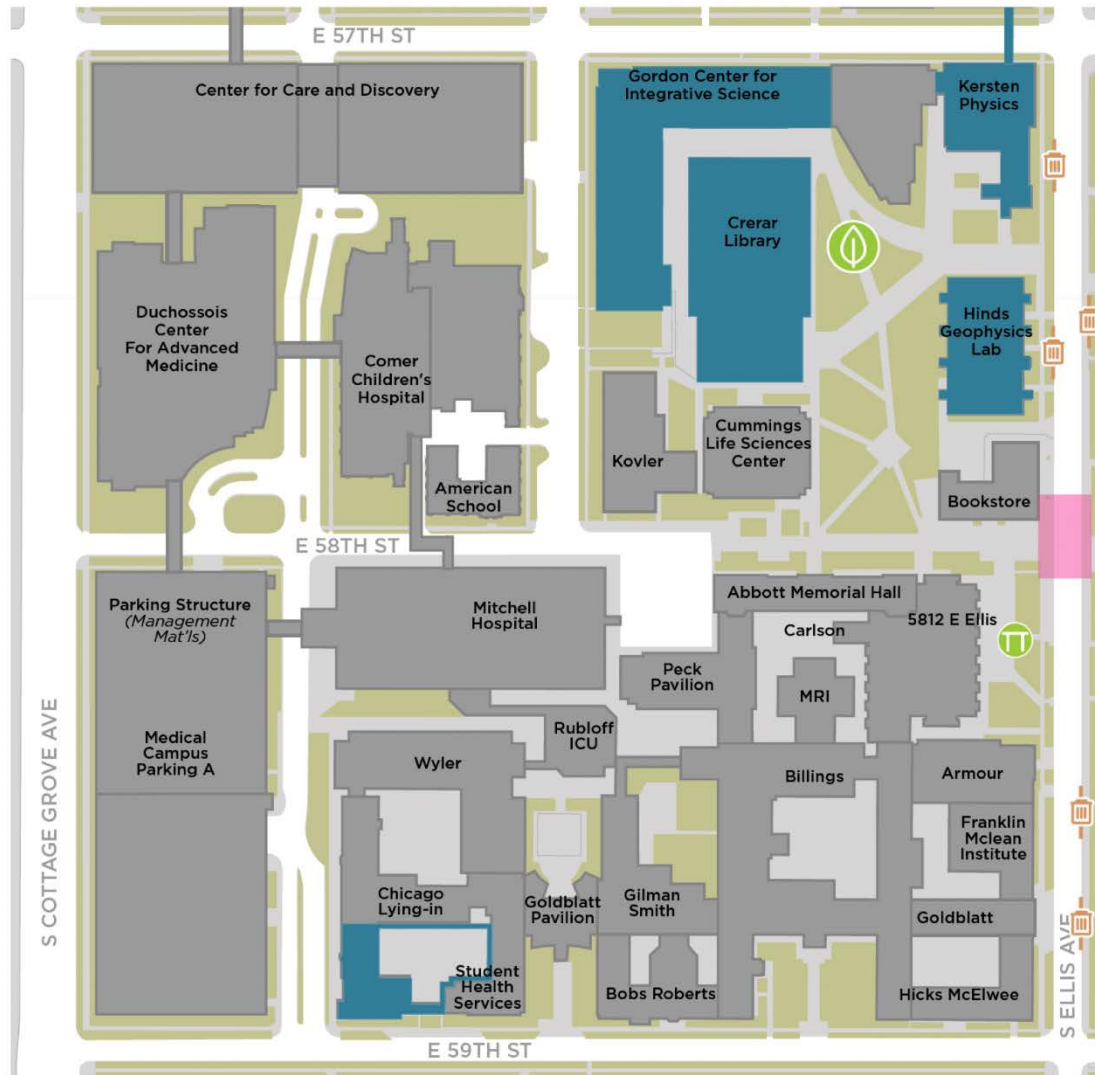 E 57TH ST
Center for Care and Discovery
Gordon Center for
Integrative Science
Kersten
Physics
Crerar
Library
Duchossois
Center
For Advanced
Medicine
Comer
Children's
Hospital
Hinds
Geophysics
Lab
Kovler
Cummings
Life Sciences
Center
American
School
Bookstore
E 58TH ST
Parking Structure
(Management
Mat'ls)
Mitchell
Hospital
Abbott Memorial Hall
Carlson
5812 E Ellis
Peck
Pavilion
MRI
S COTTAGE GROVE AVE
Medical
Campus
Parking A
Rubloff
ICU
Wyler
Billings
Armour
Franklin
Mclean
Institute
Chicago
Lying-in
Goldblatt
Pavilion
Gilman
Smith
Goldblatt
S ELLIS AVE
Student
Health
Services
Bobs Roberts
Hicks McElwee
E 59TH ST